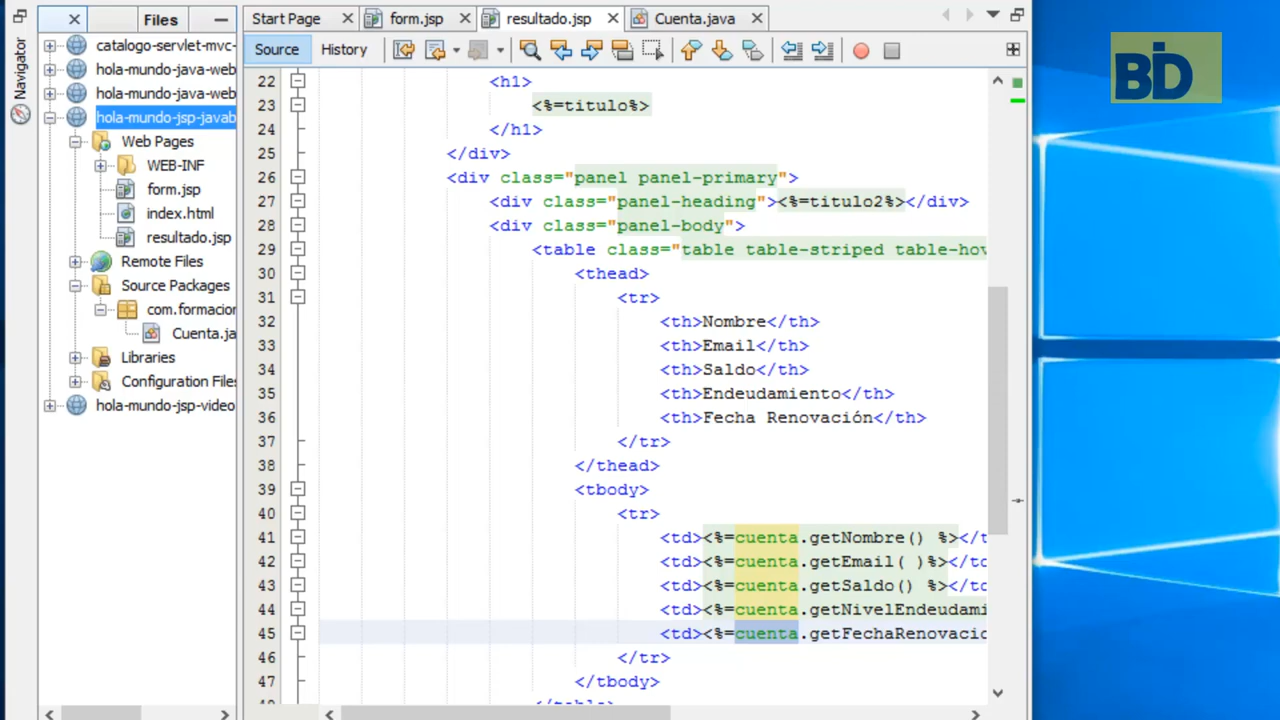 Navigator
Files
catalogo-servlet-mvc-
hola-mundo-java-web
hola-mundo-java-web
hola-mundo-jsp-javab
Web Pages
WEB-INF
form.jsp
index.html
resultado.jsp
Remote Files
Source Packages
com.formacion
Cuenta.ja
Libraries
Configuration Files
hola-mundo-jsp-video
Start Page
form.jsp
resultado.jsp
Cuenta.java
Source
History
22 <h1>
23 <%=titulo%>
24 </h1>
25 </div>
26 <div class="panel panel-primary">
27 <div class="panel-heading"><%=titulo2%></div>
28 <div class="panel-body">
29 <table class="table table-striped table-hov
30 <thead>
31 <tr>
32 <th>Nombre</th>
33 <th>Email</th>
34 <th>Saldo</th>
35 <th>Endeudamiento</th>
36 <th>Fecha Renovación</th>
37 </tr>
38 </thead>
39 <tbody>
40 <tr>
41 <td><%=cuenta.getNombre() %></t
42 <td><%=cuenta.getEmail( )%></td
43 <td><%=cuenta.getSaldo() %></td
44 <td><%=cuenta.getNivelEndeudami
45 <td><%=cuenta.getFechaRenovacio
46 </tr>
47 </tbody>
48 </table>
BID